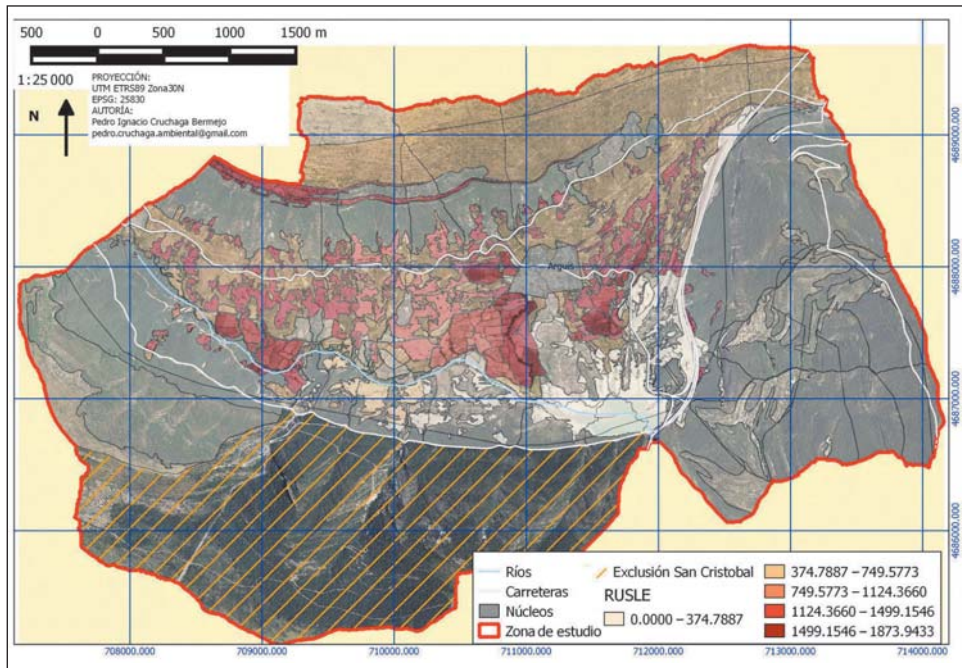 500 0 500 1000 1500 m
1:25 000
PROYECCIÓN:
UTM ETRS89 Zona30N
EPSG: 25830
AUTORÍA:
Pedro Ignacio Cruchaga Bermejo
pedro.cruchaga.ambiental@gmail.com
N
4689000.000
4688000.000
4687000.000
4686000.000
Ríos
Carreteras
Núcleos
Zona de estudio
Exclusión San Cristobal
RUSLE
0.0000 – 374.7887
374.7887 – 749.5773
749.5773 – 1124.3660
1124.3660 – 1499.1546
1499.1546 – 1873.9433
708000.000 709000.000 710000.000 711000.000 712000.000 713000.000 714000.000